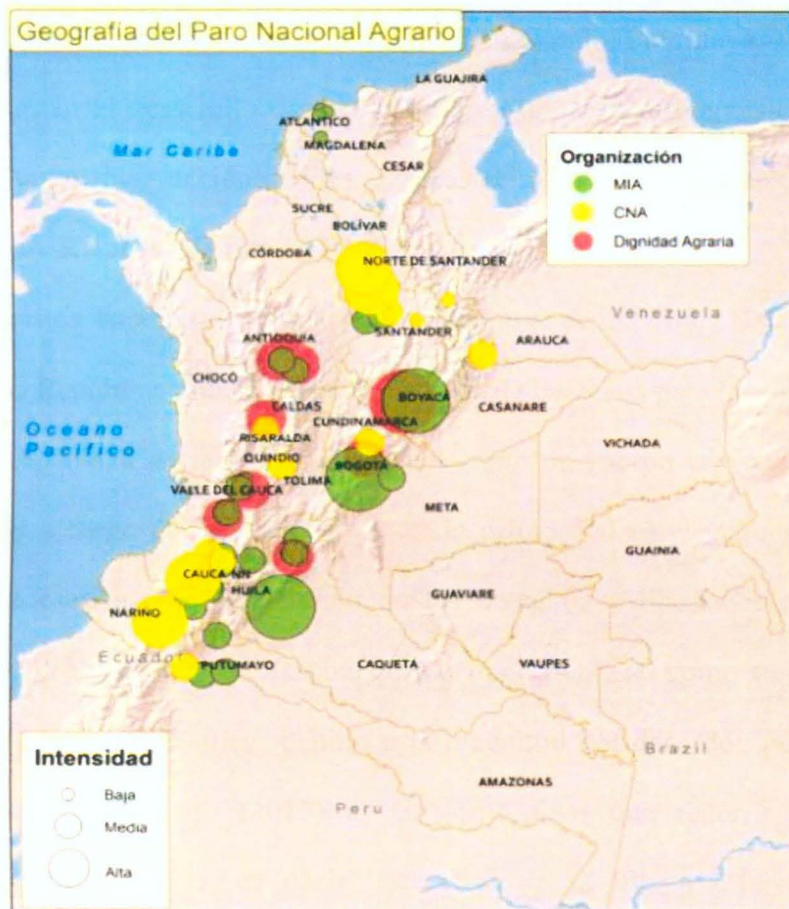 Geografía del Paro Nacional Agrario
LA GUAJIRA
ATLANTICO
Mar Caribe
MAGDALENA
CESAR
Organización
MIA
CNA
Dignidad Agraria
SUCRE
BOLÍVAR
CÓRDOBA
NORTE DE SANTANDER
Venezuela
SANTANDER
ARAUCA
ANTIOQUIA
CHOCÓ
BOYACA
CASANARE
CALDAS
CUNDINAMARCA
Oceano
Pacifico
RISARALDA
VICHADA
QUINDIO
BOGOTA
TOLIMA
VALLE DEL CAUCA
META
GUAINIA
CAUCA-NN
HUILA
GUAVIARE
NARIÑO
Ecuador
PUTUMAYO
CAQUETA
VAUPES
Brazil
Intensidad
Baja
Media
Alta
AMAZONAS
Peru